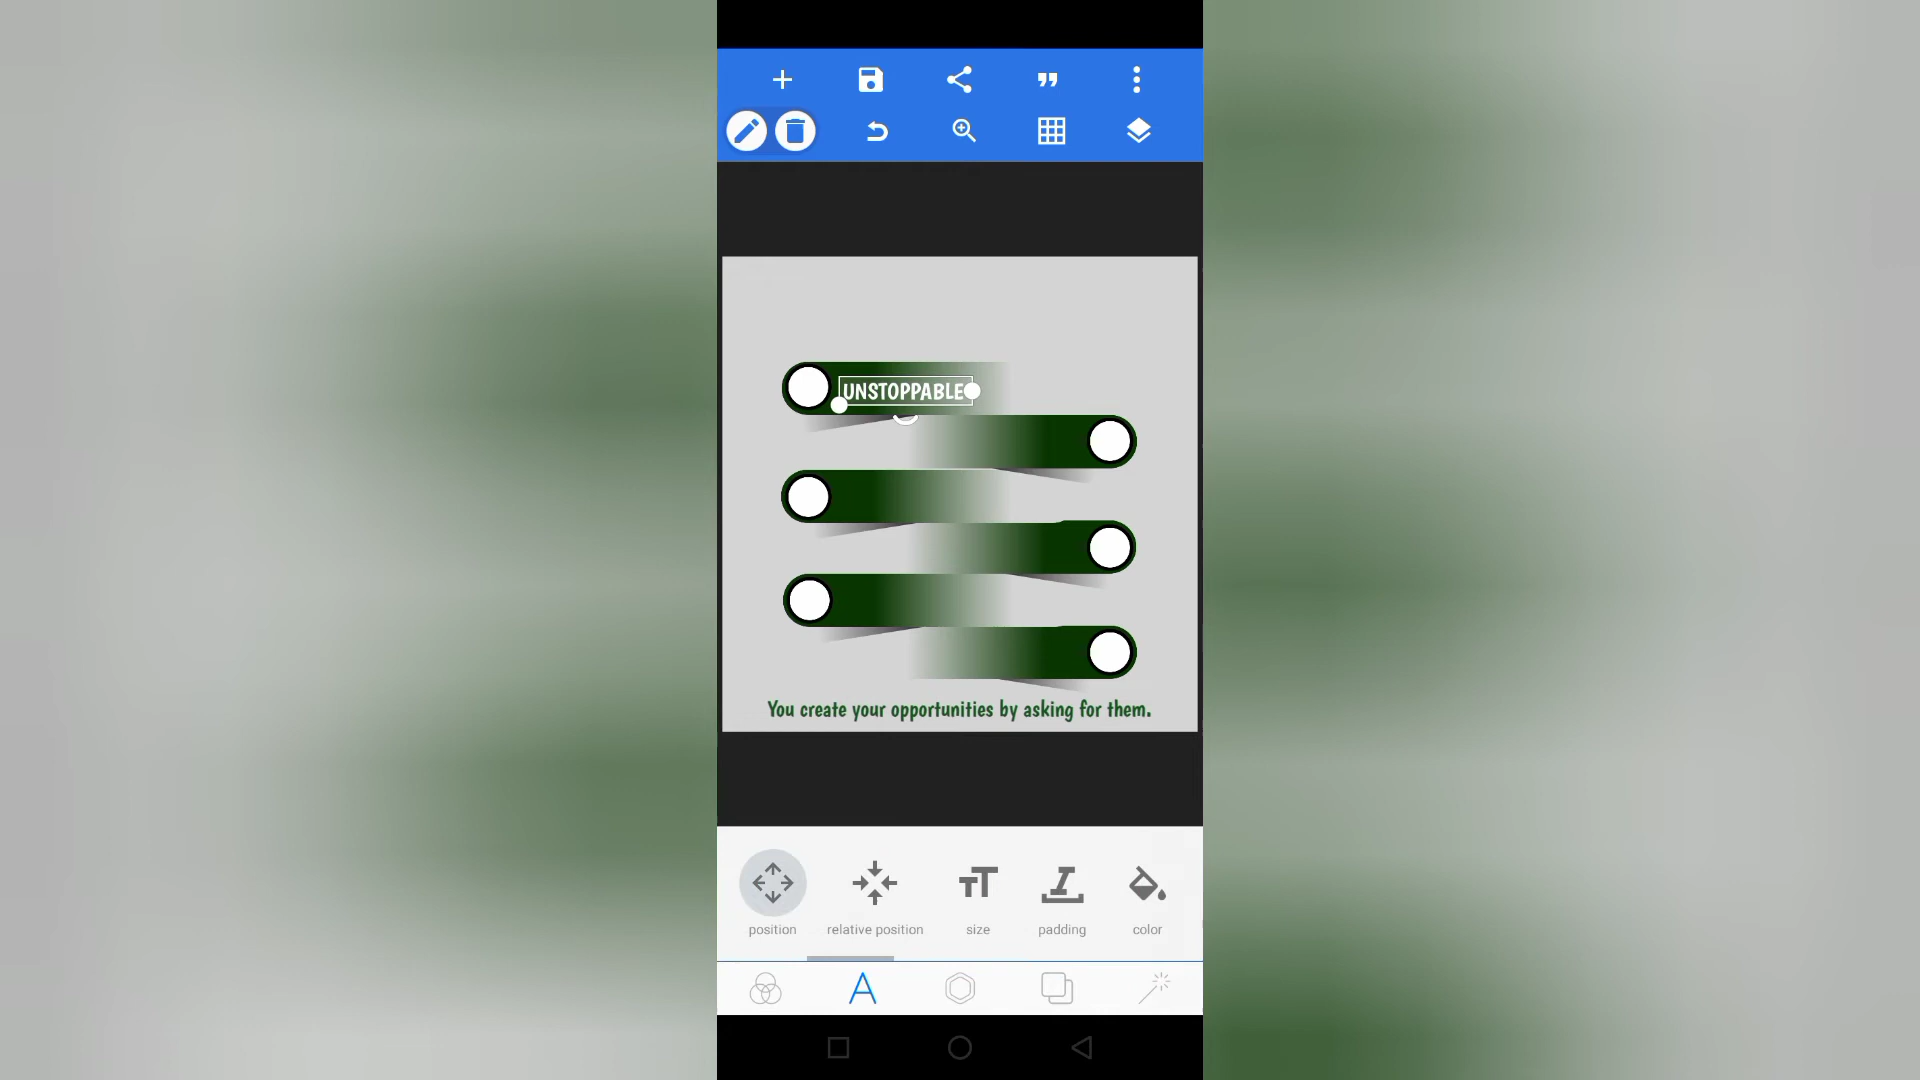 UNSTOPPABLE
You create your opportunities by asking for them.
position
relative position
size
padding
color